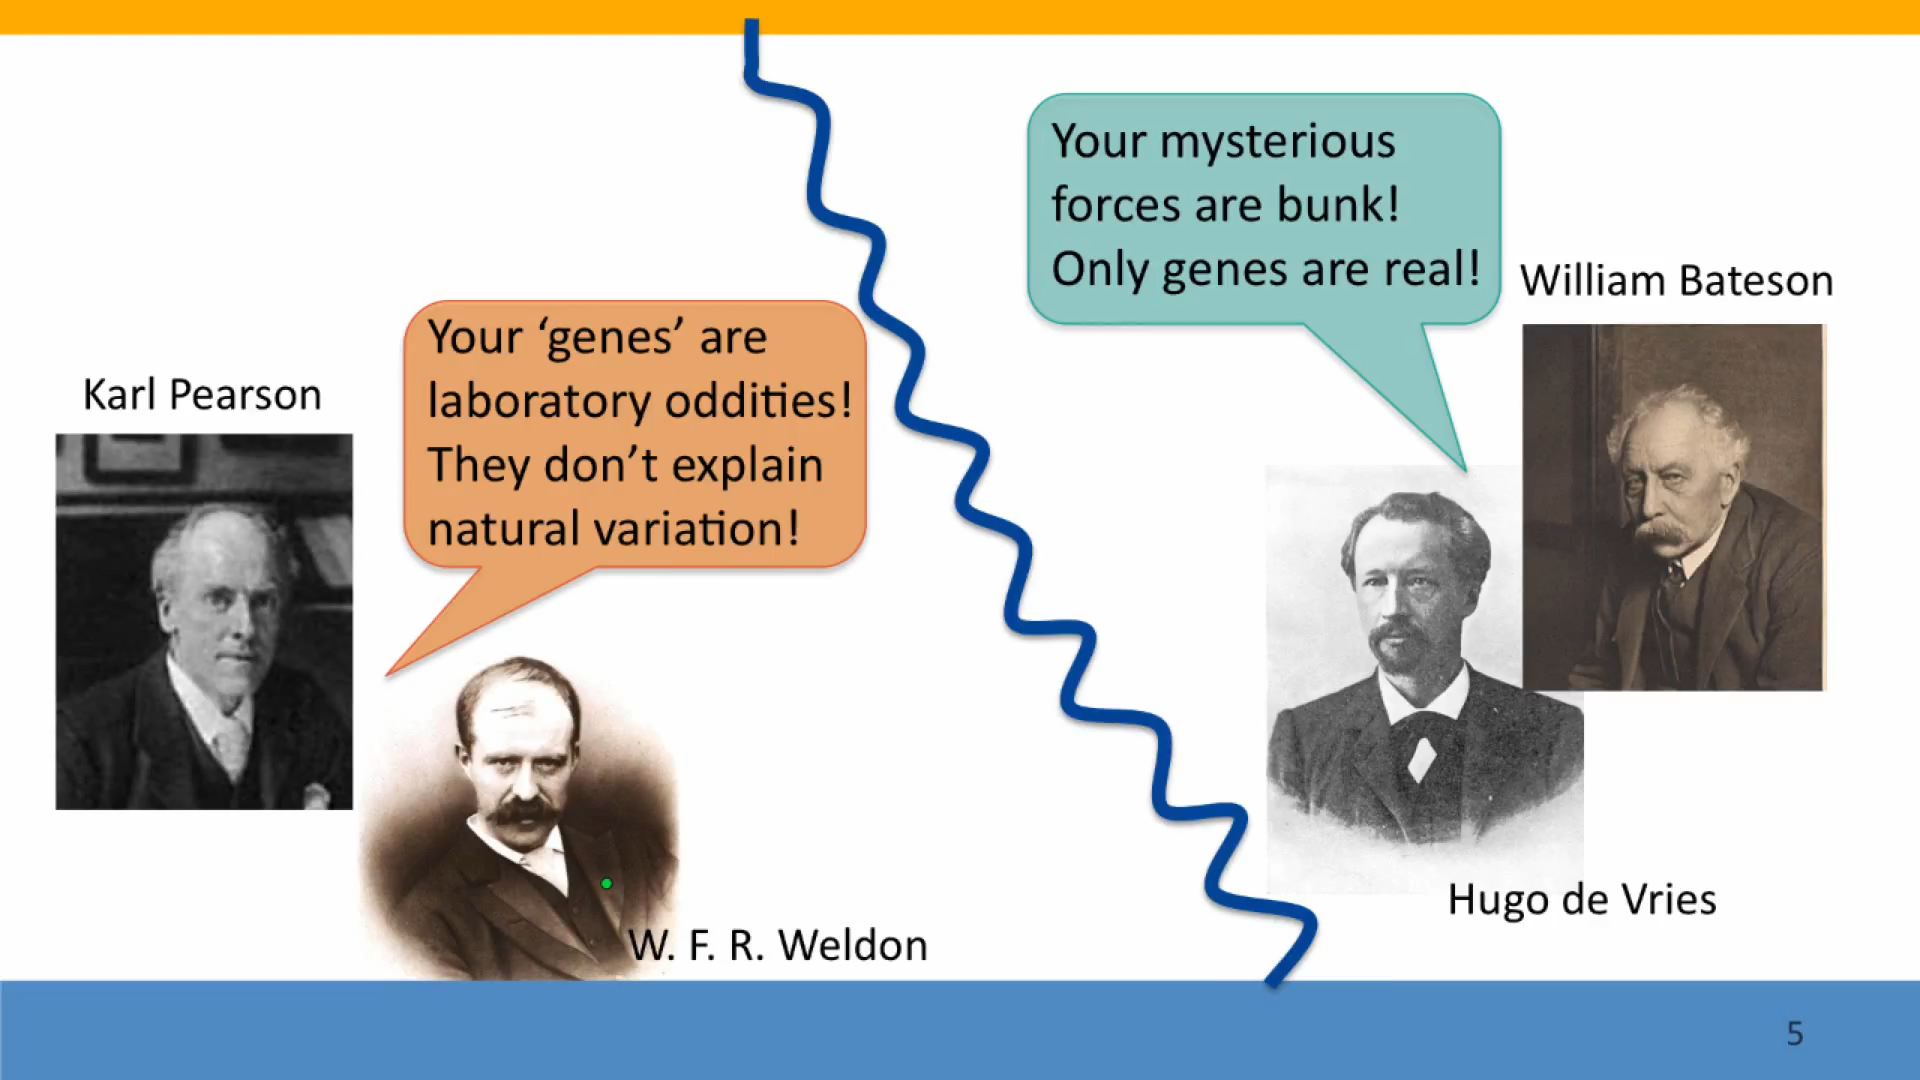 Your mysterious
forces are bunk!
Only genes are real!
William Bateson
Your ‘genes’ are
laboratory oddities!
They don’t explain
natural variation!
Karl Pearson
Hugo de Vries
W. F. R. Weldon
5